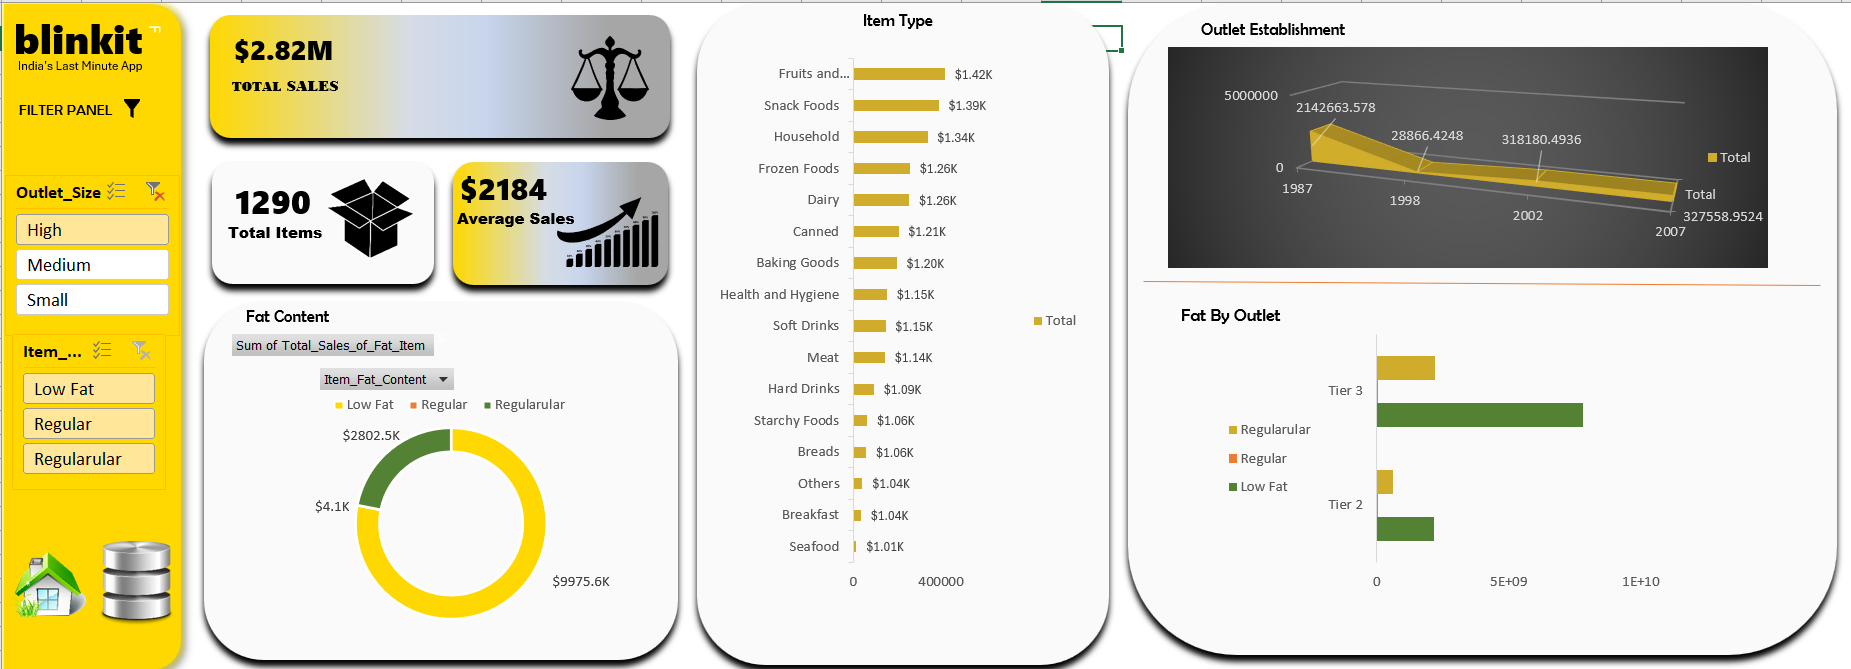 blinkit
India's Last Minute App
FILTER PANEL
Outlet_Size
High
Medium
Small
Item_...
Low Fat
Regular
Regularular
$2.82M
TOTAL SALES
1290
Total Items
$2184
Average Sales
Fat Content
Sum of Total_Sales_of_Fat_Item
Item_Fat_Content
Low Fat Regular Regularular
$2802.5K
$4.1K
$9975.6K
Item Type
Fruits and... $1.42K
Snack Foods $1.39K
Household $1.34K
Frozen Foods $1.26K
Dairy $1.26K
Canned $1.21K
Baking Goods $1.20K
Health and Hygiene $1.15K
Soft Drinks $1.15K
Meat $1.14K
Hard Drinks $1.09K
Starchy Foods $1.06K
Breads $1.06K
Others $1.04K
Breakfast $1.04K
Seafood $1.01K
0 400000
Total
Outlet Establishment
5000000
0
2142663.578
28866.4248
318180.4936
327558.9524
1987
1998
2002
2007
Total
Total
Fat By Outlet
Regularular
Regular
Low Fat
Tier 3
Tier 2
0 5E+09 1E+10